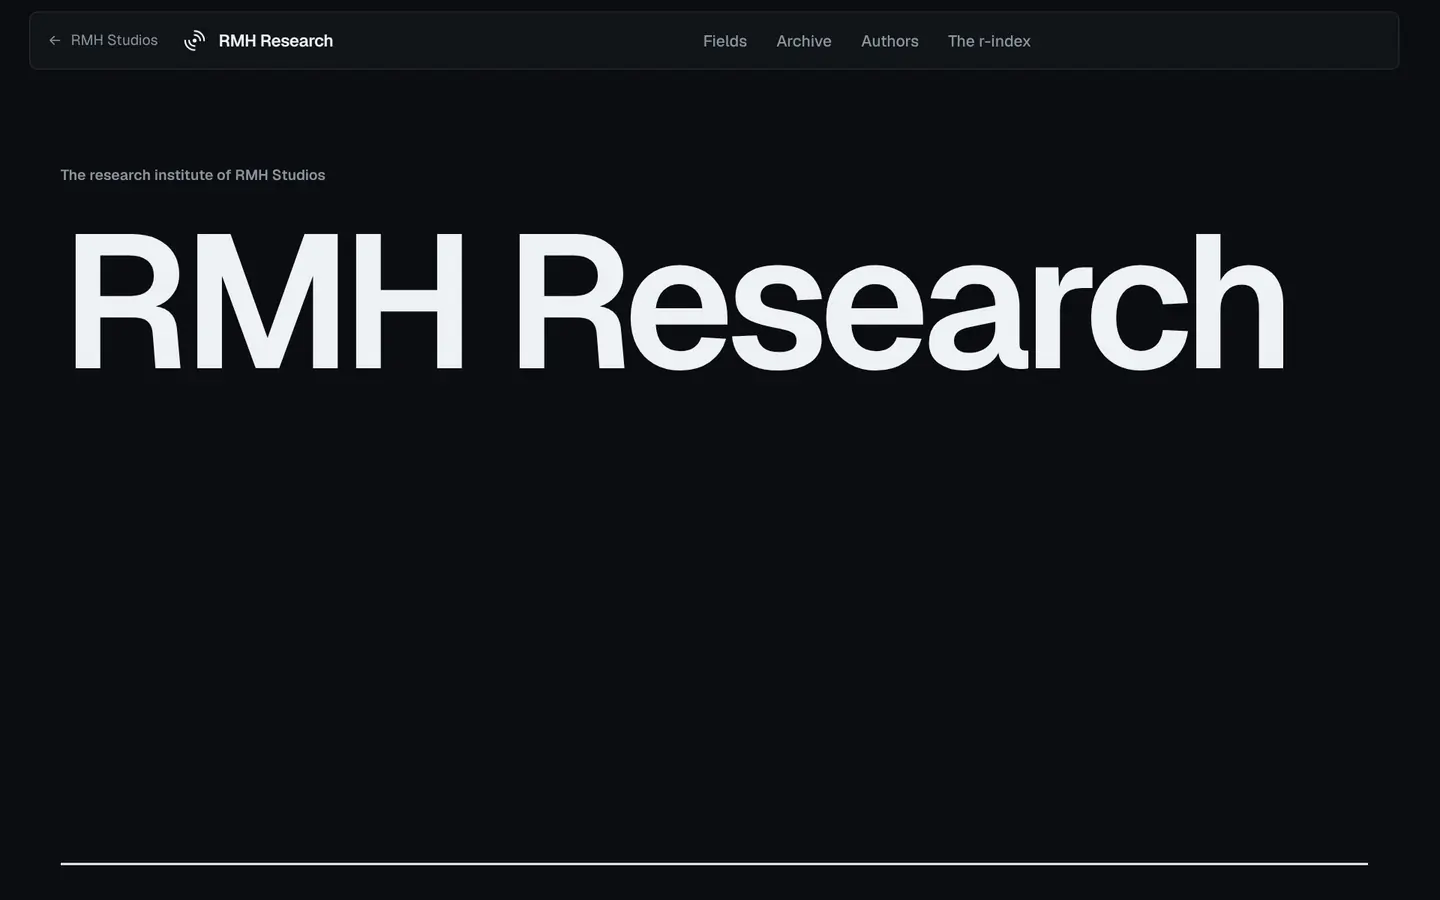 ← RMH Studios RMH Research Fields Archive Authors The r-index
The research institute of RMH Studios
RMH Research